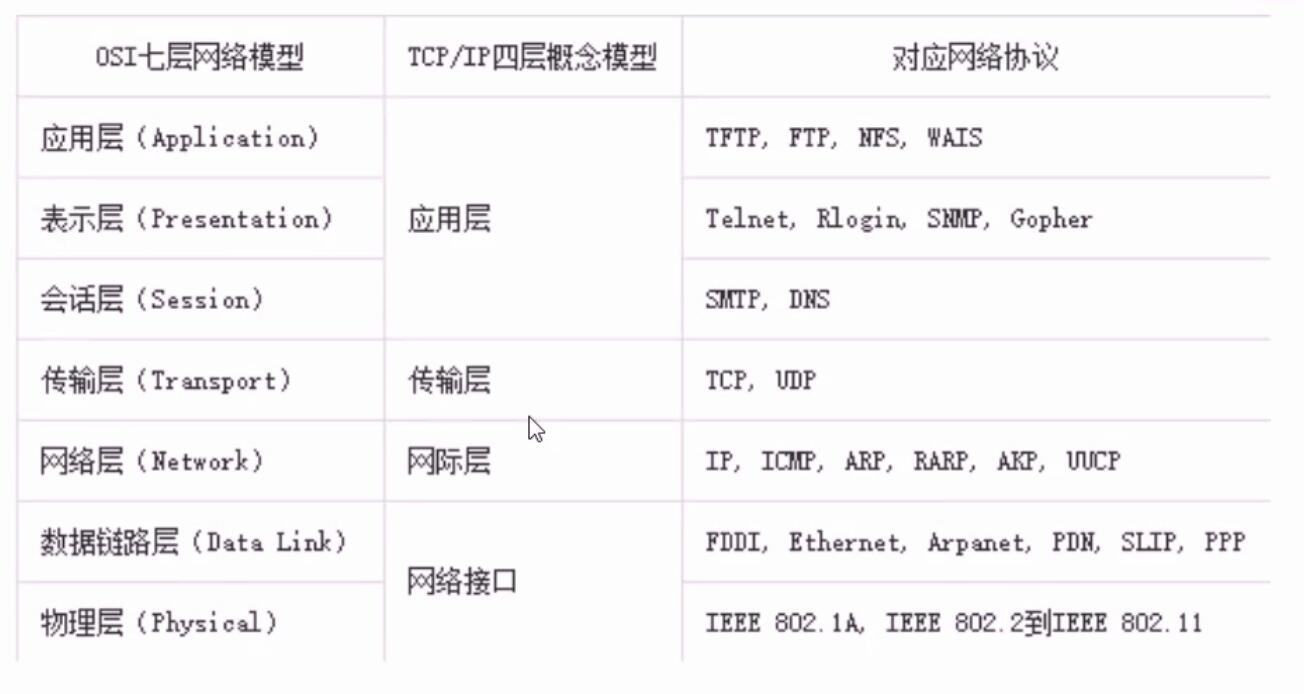 OSI七层网络模型 TCP/IP四层概念模型 对应网络协议
应用层（Application） TFTP, FTP, NFS, WAIS
表示层（Presentation） 应用层 Telnet, Rlogin, SNMP, Gopher
会话层（Session） SMTP, DNS
传输层（Transport） 传输层 TCP, UDP
网络层（Network） 网际层 IP, ICMP, ARP, RARP, AKP, UUCP
数据链路层（Data Link） FDDI, Ethernet, Arpanet, PDN, SLIP, PPP
网络接口
物理层（Physical） IEEE 802.1A, IEEE 802.2到IEEE 802.11